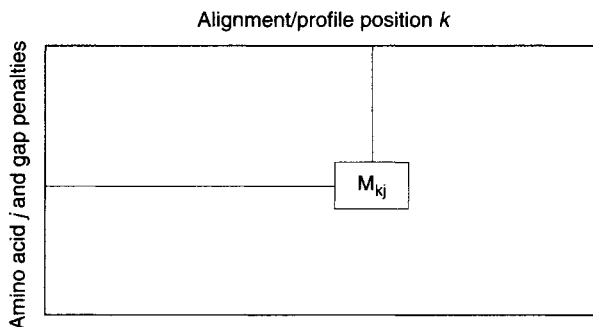 Alignment/profile position k
Amino acid j and gap penalties
M_kj